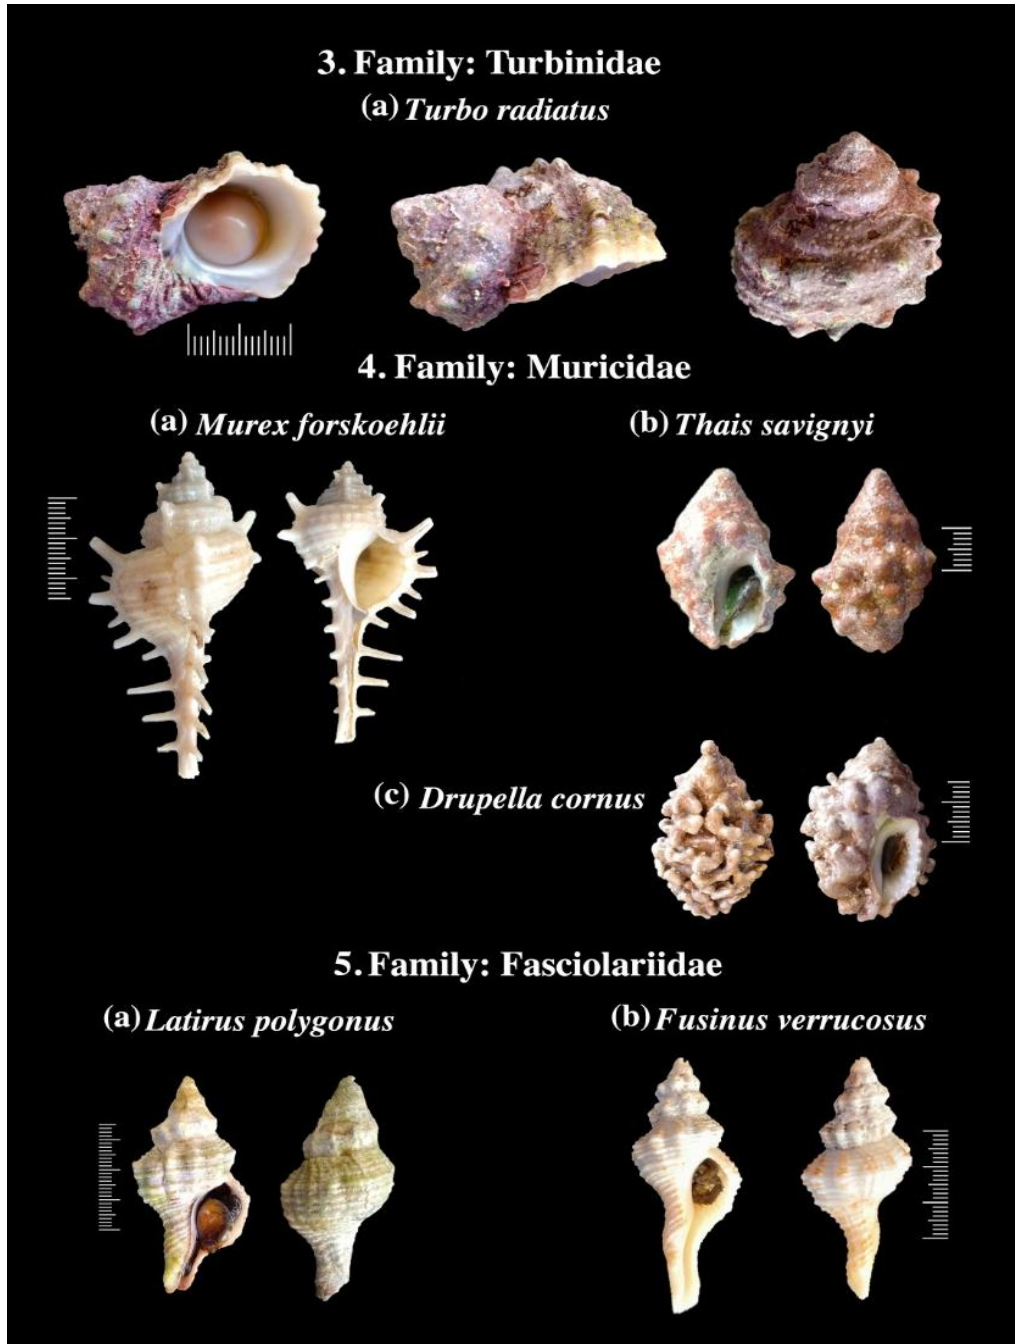 3. Family: Turbinidae
(a) Turbo radiatus
4. Family: Muricidae
(a) Murex forskoehlii
(b) Thais savignyi
(c) Drupella cornus
5. Family: Fasciolariidae
(a) Latirus polygonus
(b) Fusinus verrucosus